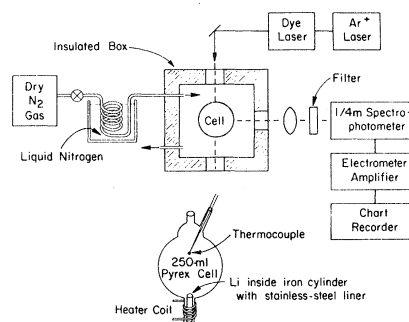 Insulated Box
Dye
Laser
Ar+
Laser
Dry
N2
Gas
Filter
Cell
1/4m Spectro-
photometer
Liquid Nitrogen
Electrometer
Amplifier
Chart
Recorder
Thermocouple
250-ml
Pyrex Cell
Li inside iron cylinder
with stainless-steel liner
Heater Coil